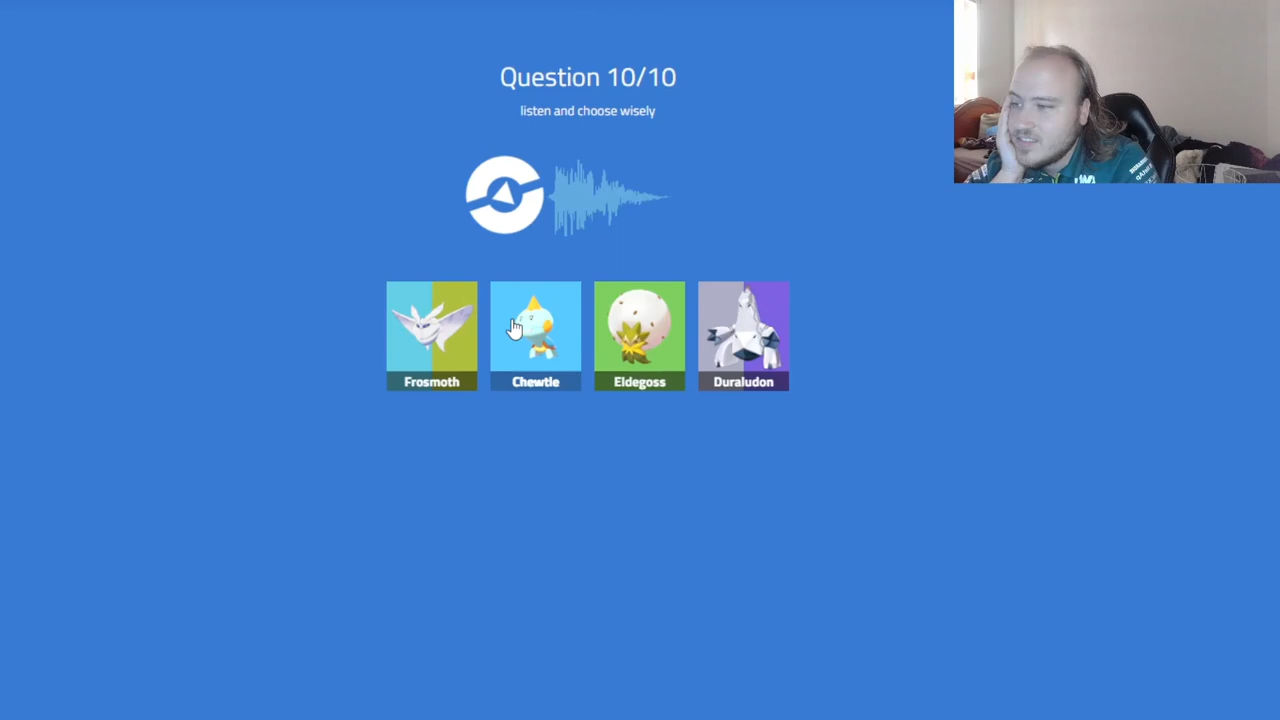 Question 10/10
listen and choose wisely
Frosmoth
Chewtle
Eldegoss
Duraludon